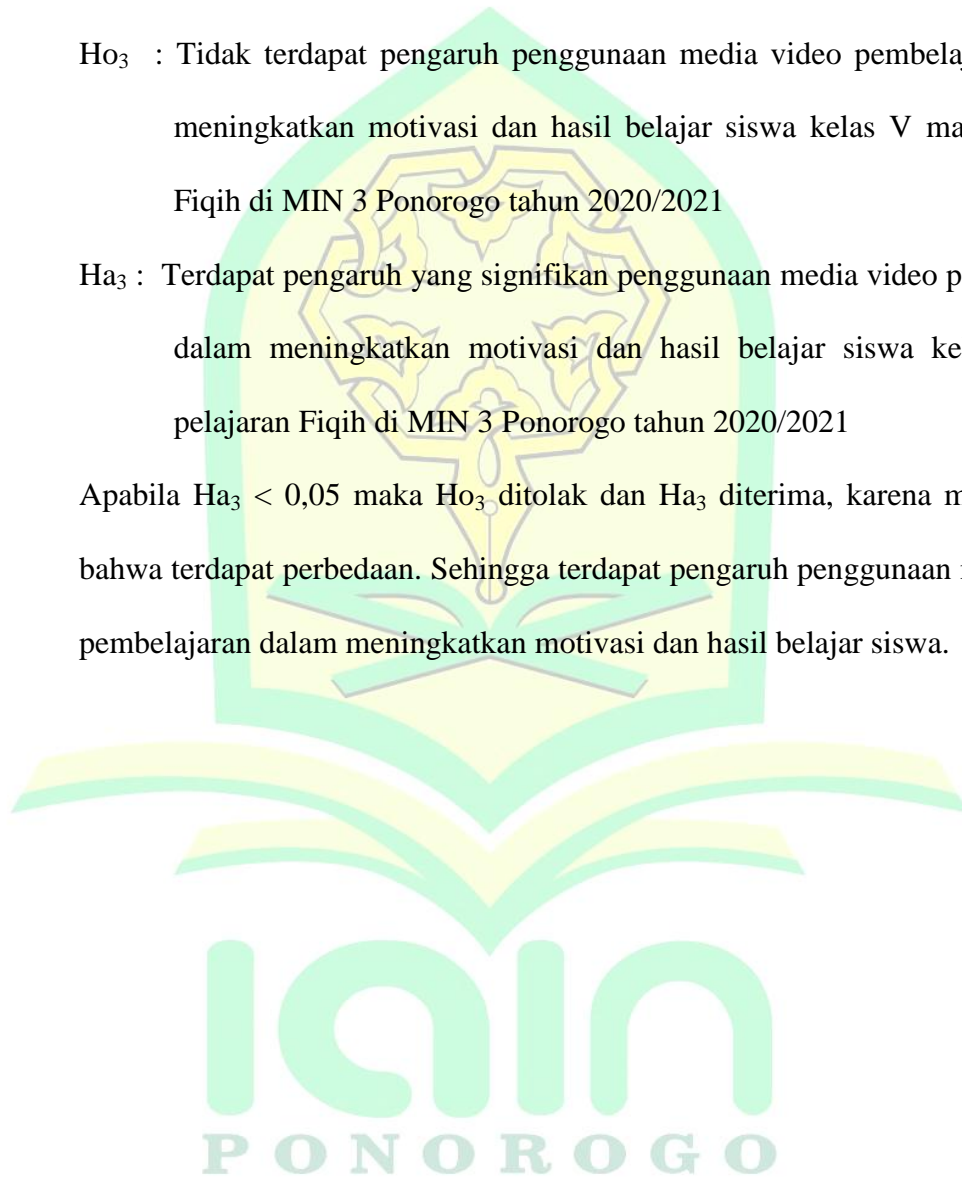 Ho₃ : Tidak terdapat pengaruh penggunaan media video
meningkatkan motivasi dan hasil belajar siswa kelas V
Fiqih di MIN 3 Ponorogo tahun 2020/2021
Ha₃ : Terdapat pengaruh yang signifikan penggunaan media video
dalam meningkatkan motivasi dan hasil belajar siswa
pelajaran Fiqih di MIN 3 Ponorogo tahun 2020/2021
Apabila Ha₃ < 0,05 maka Ho₃ ditolak dan Ha₃ diterima, karena
bahwa terdapat perbedaan. Sehingga terdapat pengaruh penggunaan
pembelajaran dalam meningkatkan motivasi dan hasil belajar siswa.
iain
PONOROGO